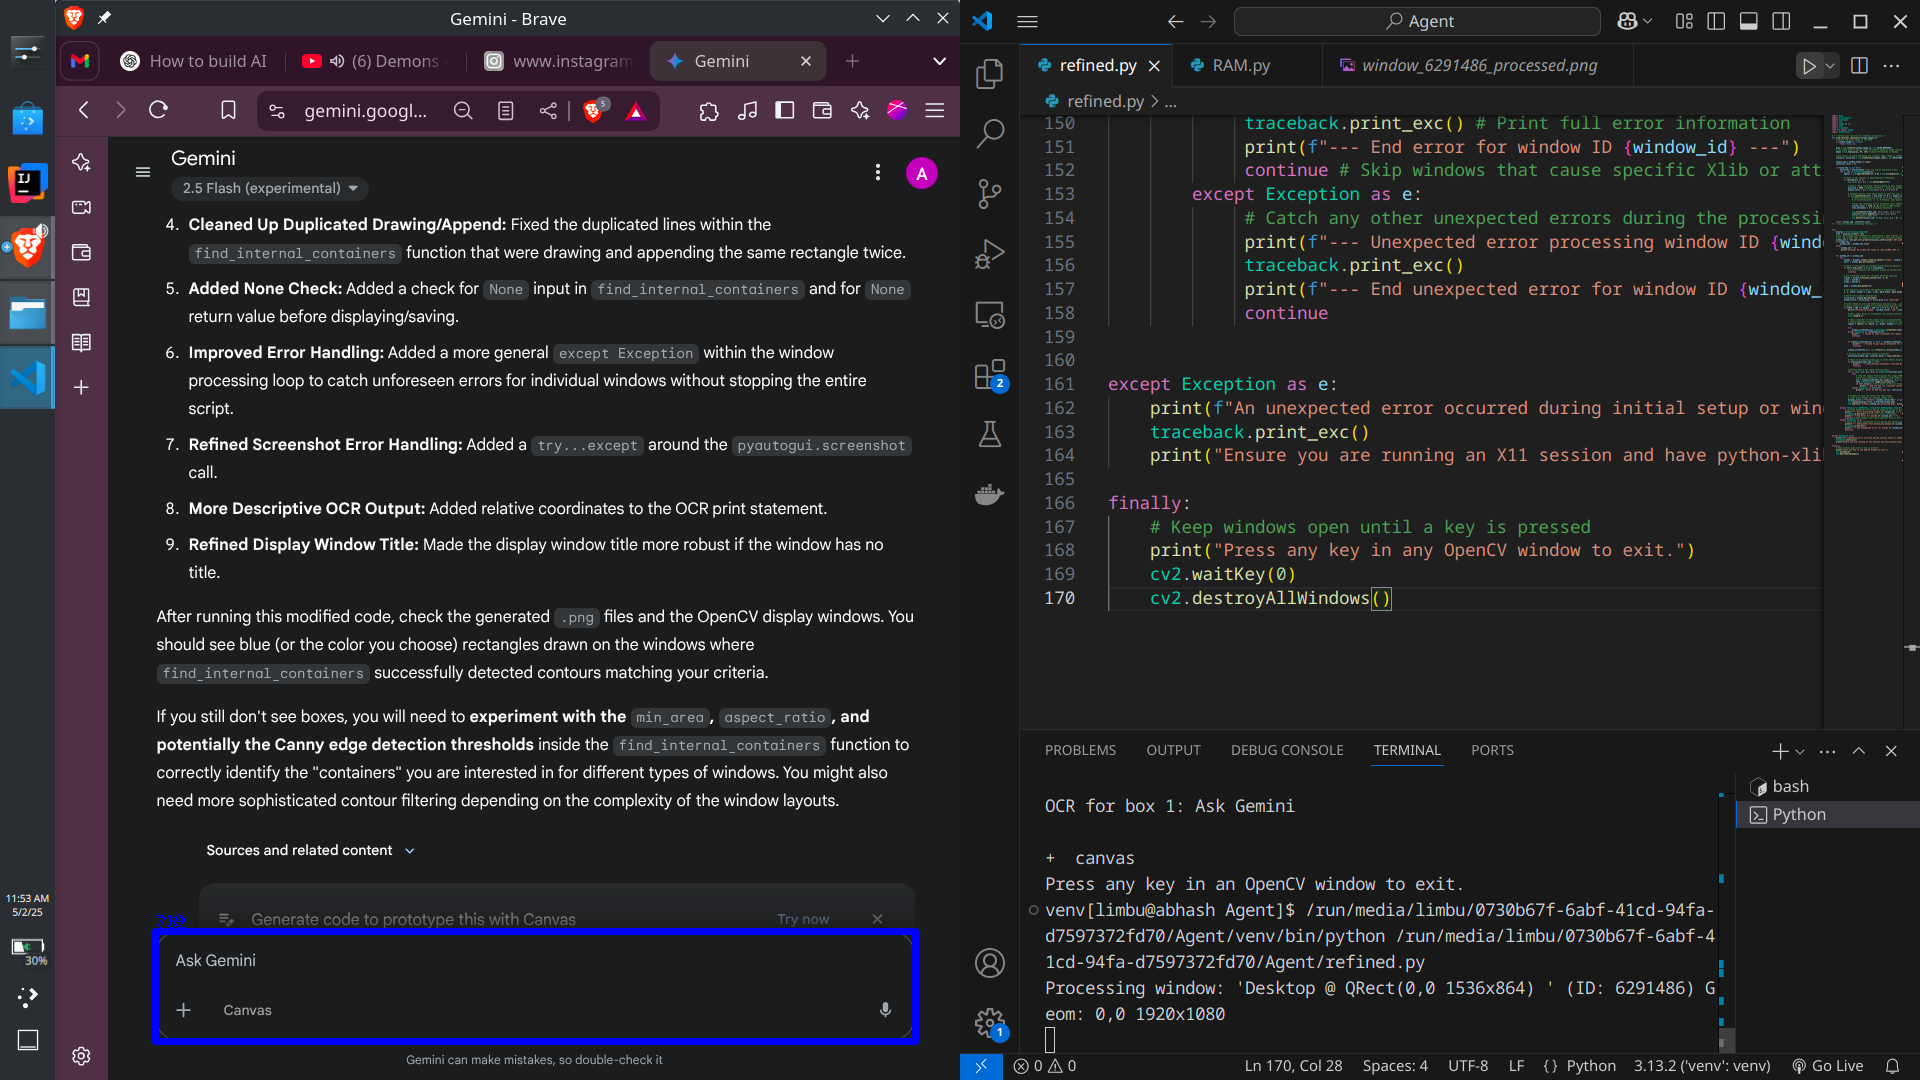 Gemini - Brave
How to build AI
(6) Demons
www.instagram
Gemini
gemini.googl...
5
Gemini
2.5 Flash (experimental)
A
4. Cleaned Up Duplicated Drawing/Append: Fixed the duplicated lines within the
find_internal_containers function that were drawing and appending the same rectangle twice.
5. Added None Check: Added a check for None input in find_internal_containers and for None
return value before displaying/saving.
6. Improved Error Handling: Added a more general except Exception within the window
processing loop to catch unforeseen errors for individual windows without stopping the entire
script.
7. Refined Screenshot Error Handling: Added a try...except around the pyautogui.screenshot
call.
8. More Descriptive OCR Output: Added relative coordinates to the OCR print statement.
9. Refined Display Window Title: Made the display window title more robust if the window has no
title.
After running this modified code, check the generated .png files and the OpenCV display windows. You
should see blue (or the color you choose) rectangles drawn on the windows where
find_internal_containers successfully detected contours matching your criteria.
If you still don't see boxes, you will need to experiment with the min_area, aspect_ratio, and
potentially the Canny edge detection thresholds inside the find_internal_containers function to
correctly identify the "containers" you are interested in for different types of windows. You might also
need more sophisticated contour filtering depending on the complexity of the window layouts.
Sources and related content
Generate code to prototype this with Canvas Try now
Ask Gemini
Canvas
Gemini can make mistakes, so double-check it
IJ
11:53 AM
5/2/25
30%
Agent
refined.py
RAM.py
window_6291486_processed.png
refined.py > ...
150 traceback.print_exc() # Print full error information
151 print(f"--- End error for window ID {window_id} ---")
152 continue # Skip windows that cause specific Xlib or att
153 except Exception as e:
154 # Catch any other unexpected errors during the processi
155 print(f"--- Unexpected error processing window ID {wind
156 traceback.print_exc()
157 print(f"--- End unexpected error for window ID {window_
158 continue
159
160
161 except Exception as e:
162 print(f"An unexpected error occurred during initial setup or wind
163 traceback.print_exc()
164 print("Ensure you are running an X11 session and have python-xli
165
166 finally:
167 # Keep windows open until a key is pressed
168 print("Press any key in any OpenCV window to exit.")
169 cv2.waitKey(0)
170 cv2.destroyAllWindows()
2
1
PROBLEMS OUTPUT DEBUG CONSOLE TERMINAL PORTS
bash
Python
OCR for box 1: Ask Gemini
+ canvas
Press any key in an OpenCV window to exit.
venv[limbu@abhash Agent]$ /run/media/limbu/0730b67f-6abf-41cd-94fa-
d7597372fd70/Agent/venv/bin/python /run/media/limbu/0730b67f-6abf-4
1cd-94fa-d7597372fd70/Agent/refined.py
Processing window: 'Desktop @ QRect(0,0 1536x864) ' (ID: 6291486) G
eom: 0,0 1920x1080
0 0 Ln 170, Col 28 Spaces: 4 UTF-8 LF {} Python 3.13.2 ('venv': venv) Go Live